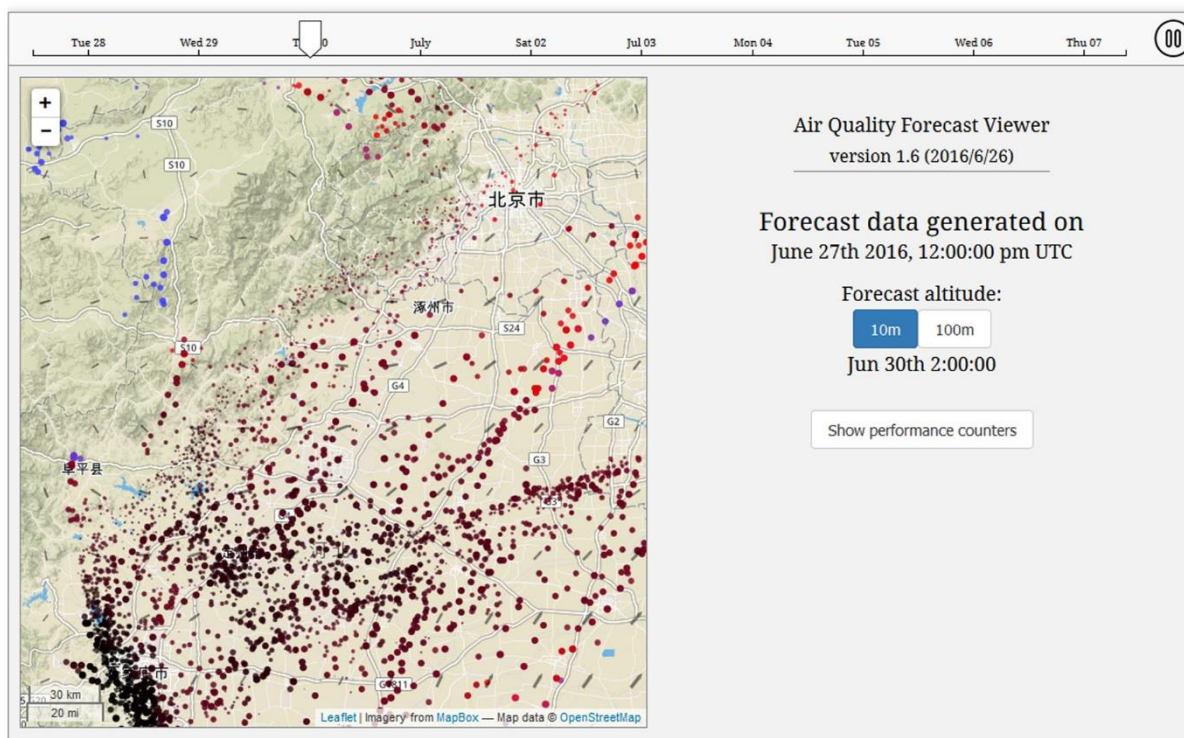 Tue 28 Wed 29 July Sat 02 Jul 03 Mon 04 Tue 05 Wed 06 Thu 07
+
−
S10
S10
北京市
涿州市
S24
S10
G4
G2
阜平县
G3
30 km
20 mi
Leaflet | Imagery from MapBox — Map data © OpenStreetMap
Air Quality Forecast Viewer
version 1.6 (2016/6/26)
Forecast data generated on
June 27th 2016, 12:00:00 pm UTC
Forecast altitude:
10m 100m
Jun 30th 2:00:00
Show performance counters